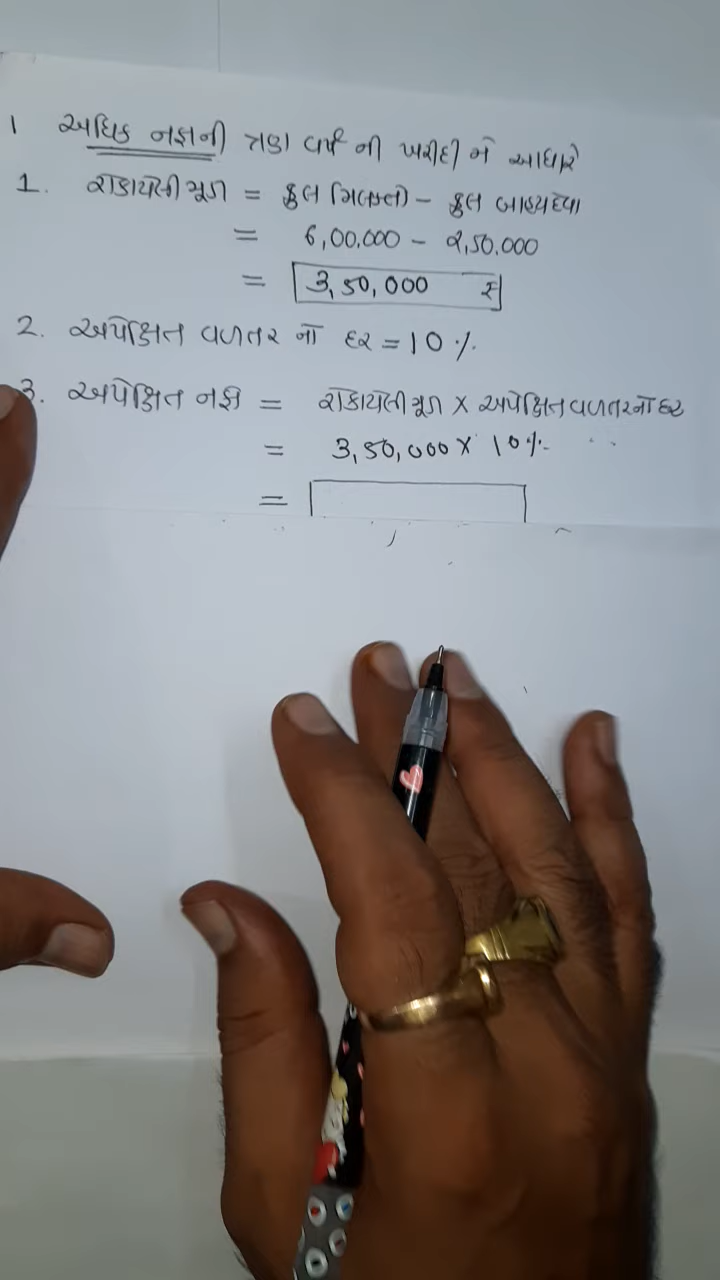 1 અધિક નફાની ત્રણ વર્ષ ની ખરીદી ને આધારે
1. રોકાયેલી મૂડી = કુલ મિલકતો - કુલ બાહ્યદેવા
= 6,00,000 - 2,50,000
= 3,50,000 ₹
2. અપેક્ષિત વળતર નો દર = 10 %
3. અપેક્ષિત નફો = રોકાયેલી મૂડી × અપેક્ષિત વળતરનો દર
= 3,50,000 × 10%
=